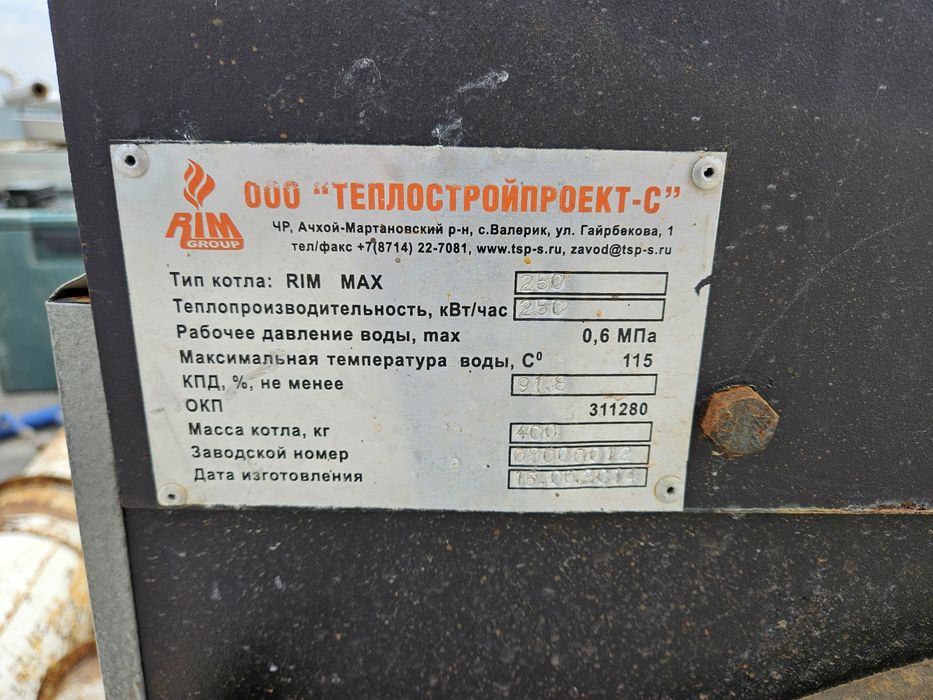 RIM
GROUP
ООО “ТЕПЛОСТРОЙПРОЕКТ-С”
ЧР, Ачхой-Мартановский р-н, с.Валерик, ул. Гайрбекова, 1
тел/факс +7(8714) 22-7081, www.tsp-s.ru, zavod@tsp-s.ru
Тип котла: RIM MAX 250
Теплопроизводительность, кВт/час 250
Рабочее давление воды, max 0,6 МПа
Максимальная температура воды, С⁰ 115
КПД, %, не менее 91.8
ОКП 311280
Масса котла, кг 400
Заводской номер
Дата изготовления